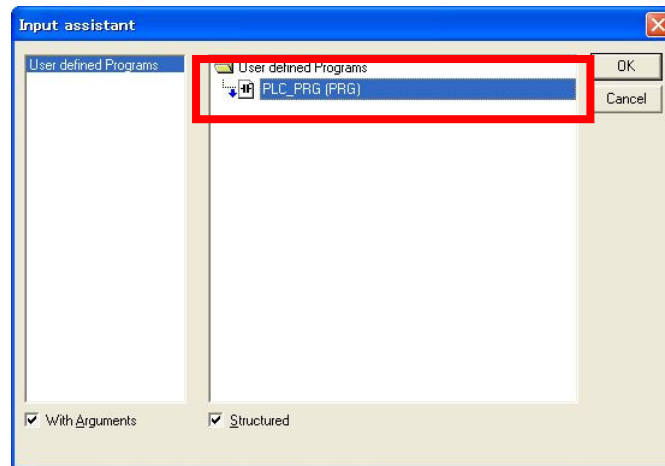 Input assistant
User defined Programs
User defined Programs
PLC_PRG (PRG)
OK
Cancel
With Arguments
Structured